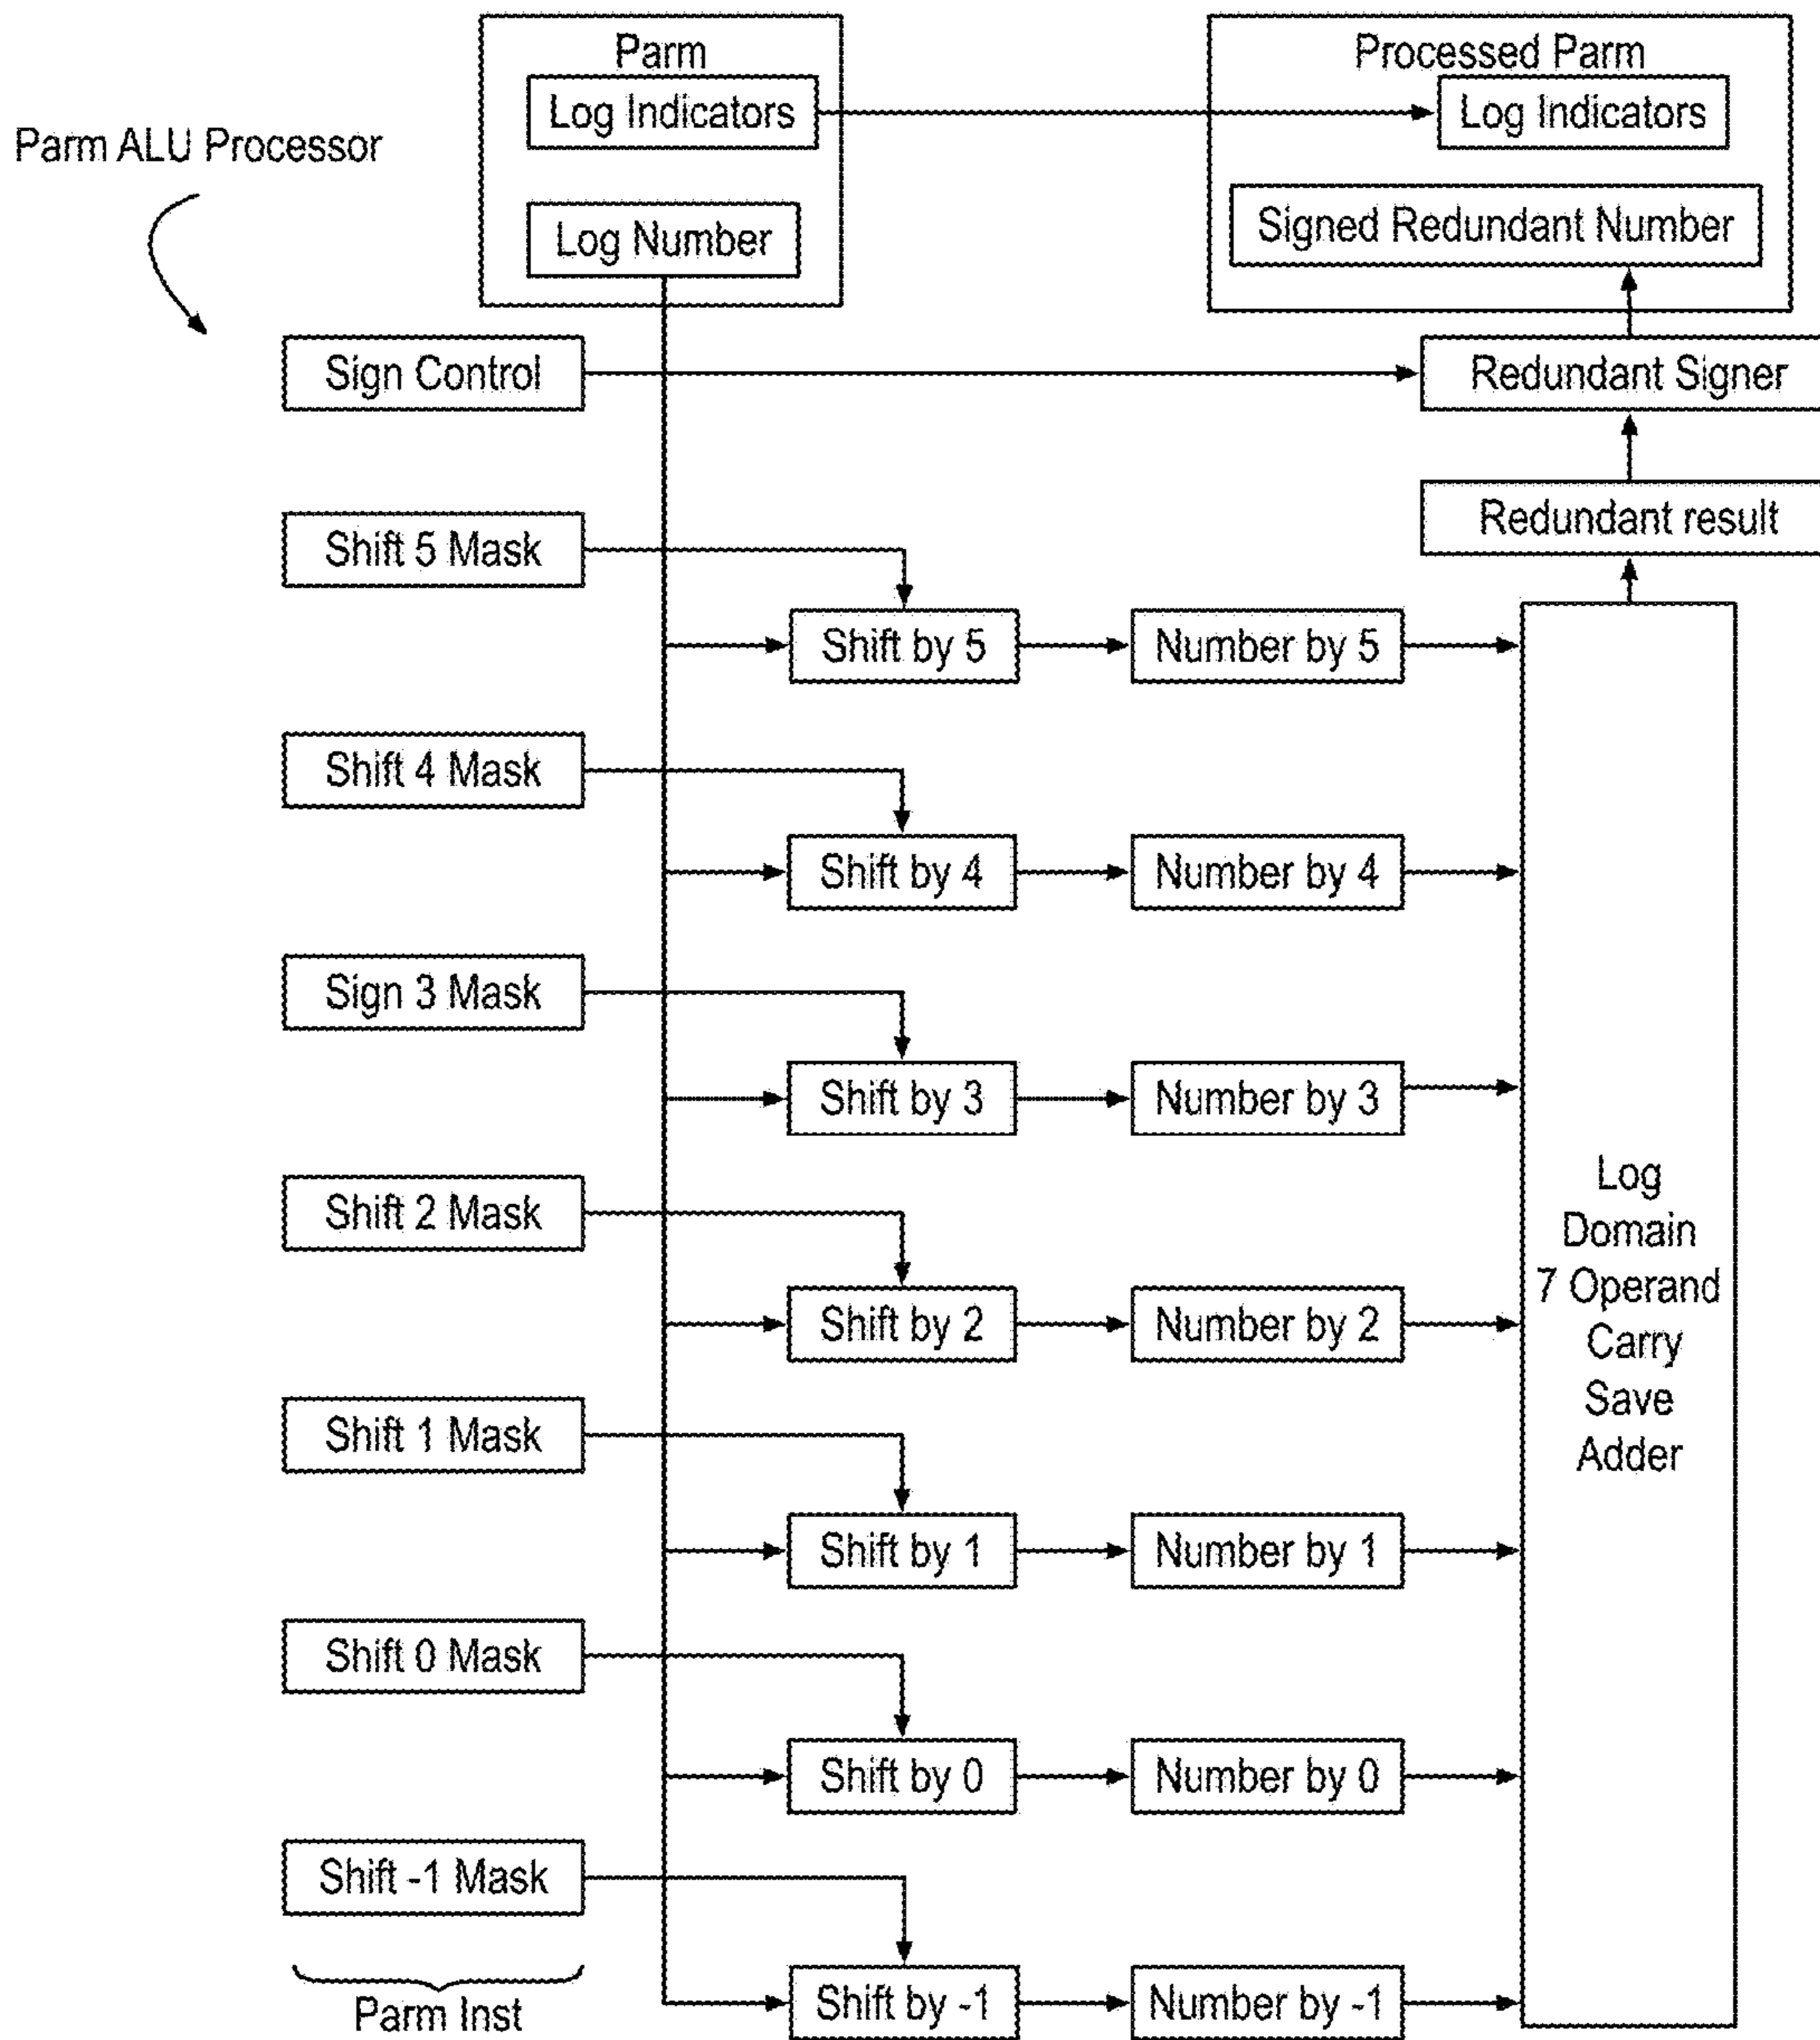 Parm
Processed Parm
Log Indicators
Log Indicators
Parm ALU Processor
Log Number
Signed Redundant Number
Sign Control
Redundant Signer
Shift 5 Mask
Redundant result
Shift by 5
Number by 5
Shift 4 Mask
Shift by 4
Number by 4
Sign 3 Mask
Shift by 3
Number by 3
Shift 2 Mask
Shift by 2
Number by 2
Log
Domain
7 Operand
Carry
Save
Adder
Shift 1 Mask
Shift by 1
Number by 1
Shift 0 Mask
Shift by 0
Number by 0
Shift -1 Mask
Shift by -1
Number by -1
Parm Inst